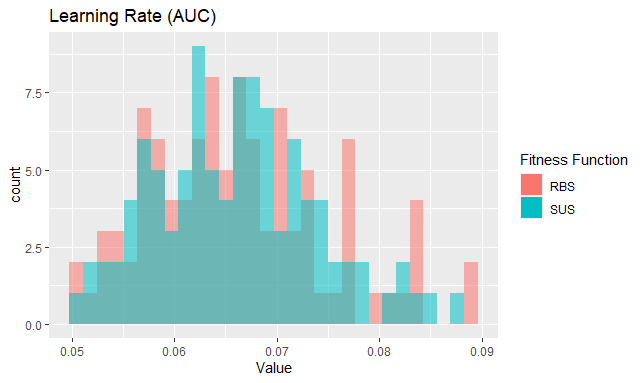 Learning Rate (AUC)
7.5
5.0
2.5
0.0
count
0.05 0.06 0.07 0.08 0.09
Value
Fitness Function
RBS
SUS